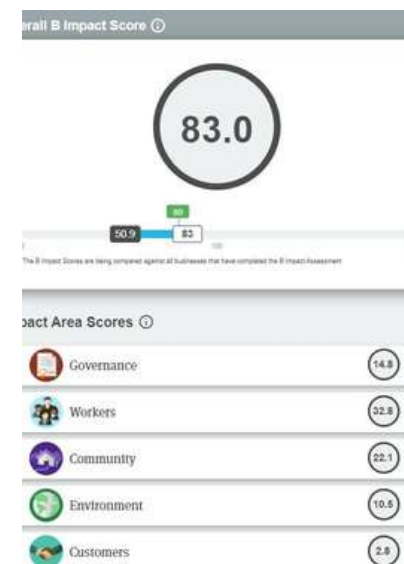 erall B Impact Score
83.0
80
50.9
83
100
The B Impact Scores are being compared against all businesses that have completed the B Impact Assessment
pact Area Scores
Governance
14.8
Workers
32.8
Community
22.1
Environment
10.5
Customers
2.8